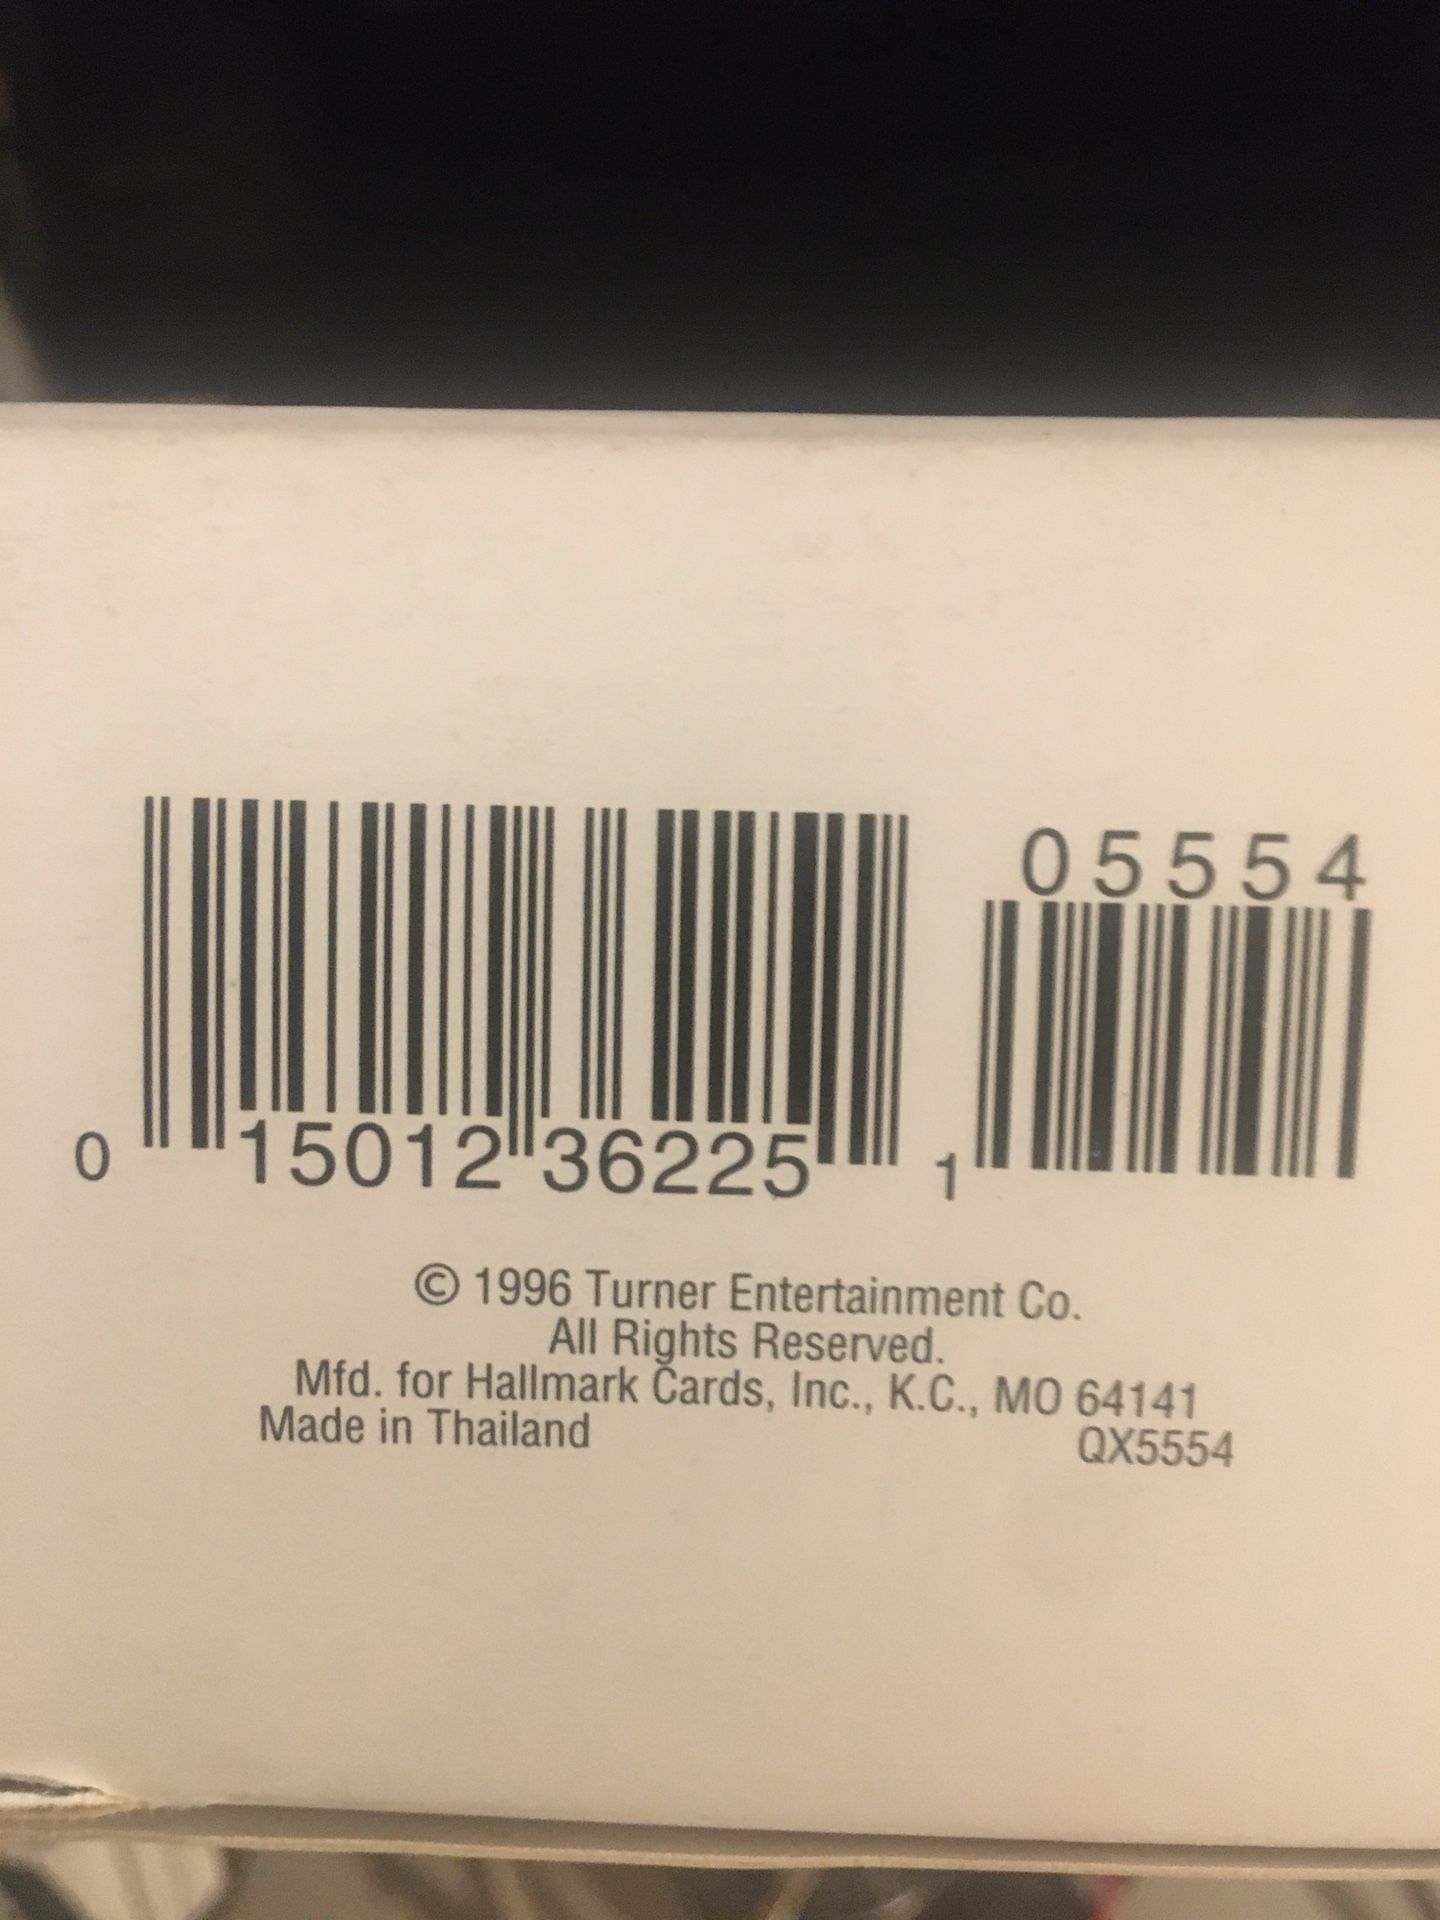 05554
0 15012 36225 1
© 1996 Turner Entertainment Co.
All Rights Reserved.
Mfd. for Hallmark Cards, Inc., K.C., MO 64141
Made in Thailand QX5554